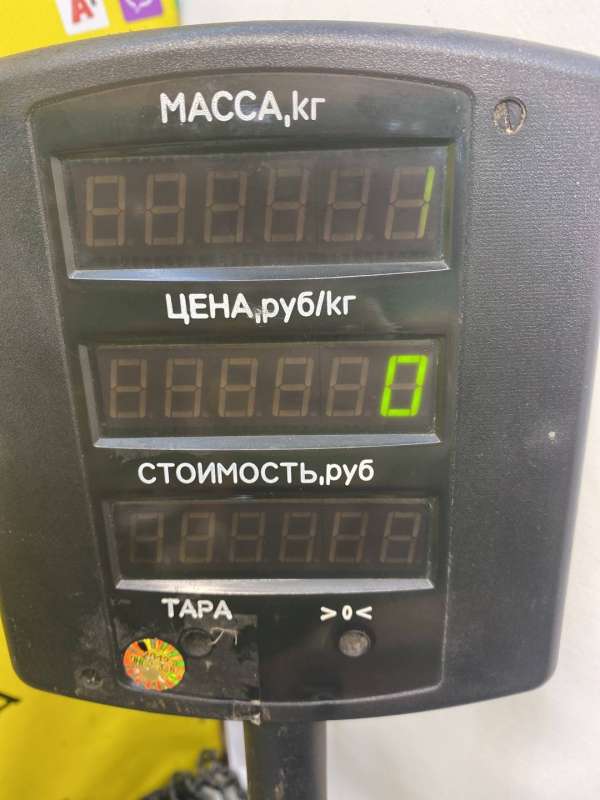 А
МАССА,кг
1
ЦЕНА,руб/кг
0
СТОИМОСТЬ,руб
ТАРА >0<